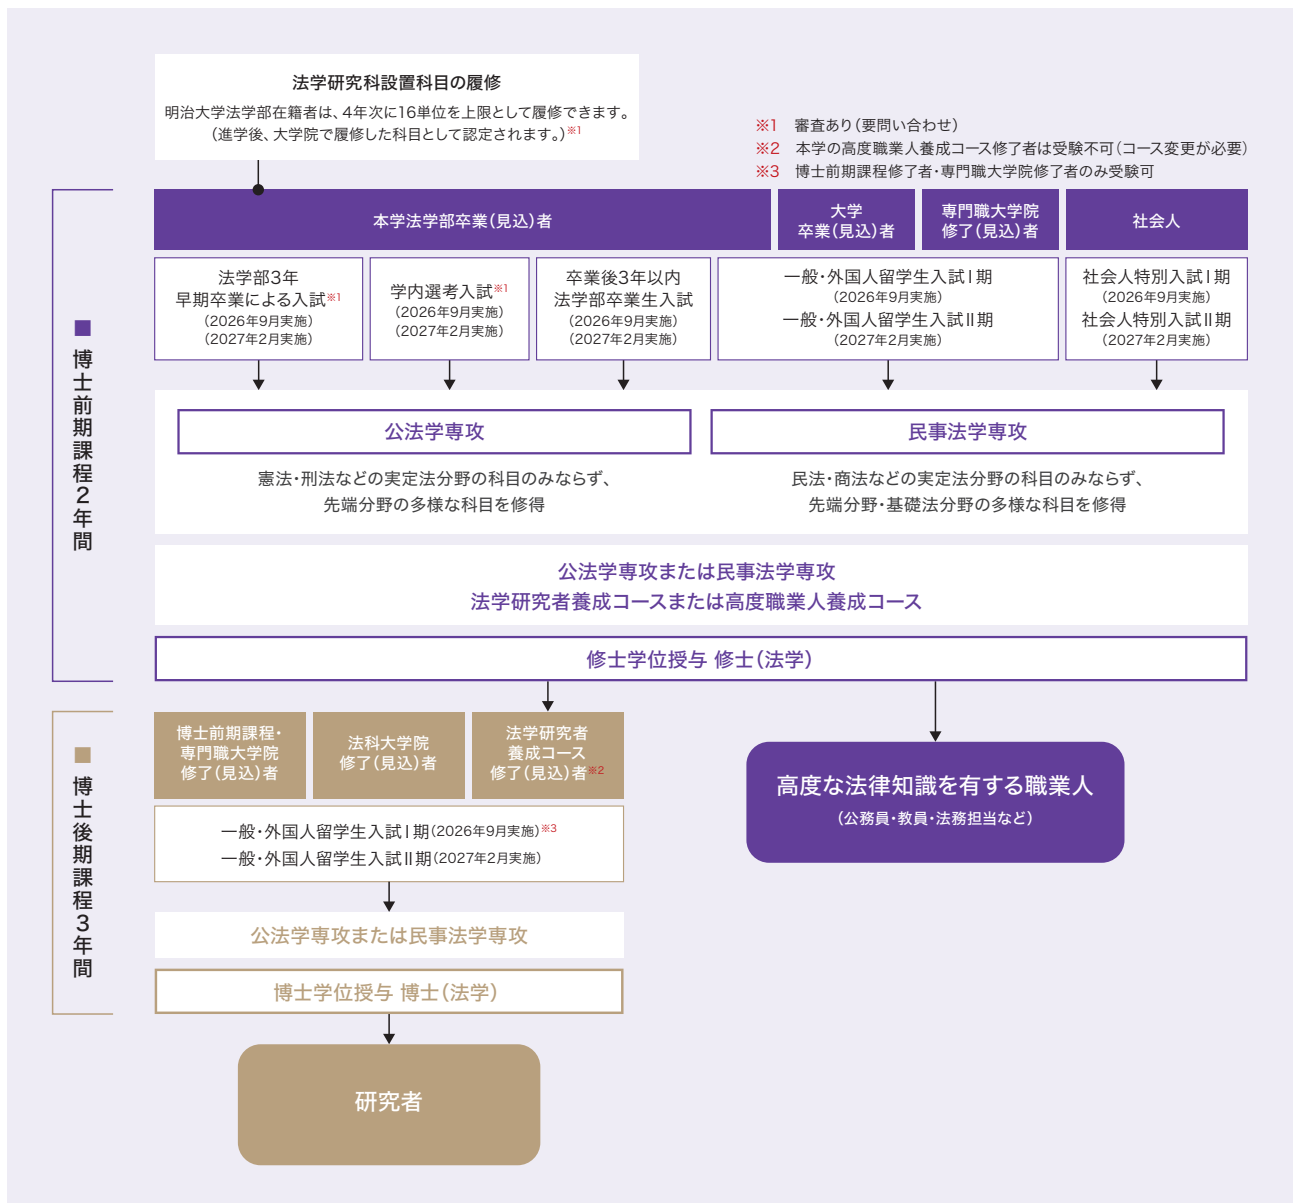 法学研究科設置科目の履修
明治大学法学部在籍者は、4年次に16単位を上限として履修できます。
(進学後、大学院で履修した科目として認定されます。)※1
※1 審査あり(要問い合わせ)
※2 本学の高度職業人養成コース修了者は受験不可(コース変更が必要)
※3 博士前期課程修了者・専門職大学院修了者のみ受験可
■博士前期課程2年間
本学法学部卒業(見込)者
大学
卒業(見込)者
専門職大学院
修了(見込)者
社会人
法学部3年
早期卒業による入試※1
(2026年9月実施)
(2027年2月実施)
学内選考入試※1
(2026年9月実施)
(2027年2月実施)
卒業後3年以内
法学部卒業生入試
(2026年9月実施)
(2027年2月実施)
一般・外国人留学生入試Ⅰ期
(2026年9月実施)
一般・外国人留学生入試Ⅱ期
(2027年2月実施)
社会人特別入試Ⅰ期
(2026年9月実施)
社会人特別入試Ⅱ期
(2027年2月実施)
公法学専攻
憲法・刑法などの実定法分野の科目のみならず、
先端分野の多様な科目を修得
民事法学専攻
民法・商法などの実定法分野の科目のみならず、
先端分野・基礎法分野の多様な科目を修得
公法学専攻または民事法学専攻
法学研究者養成コースまたは高度職業人養成コース
修士学位授与 修士(法学)
■博士後期課程3年間
博士前期課程・
専門職大学院
修了(見込)者
法科大学院
修了(見込)者
法学研究者
養成コース
修了(見込)者※2
一般・外国人留学生入試Ⅰ期(2026年9月実施)※3
一般・外国人留学生入試Ⅱ期(2027年2月実施)
公法学専攻または民事法学専攻
博士学位授与 博士(法学)
研究者
高度な法律知識を有する職業人
(公務員・教員・法務担当など)